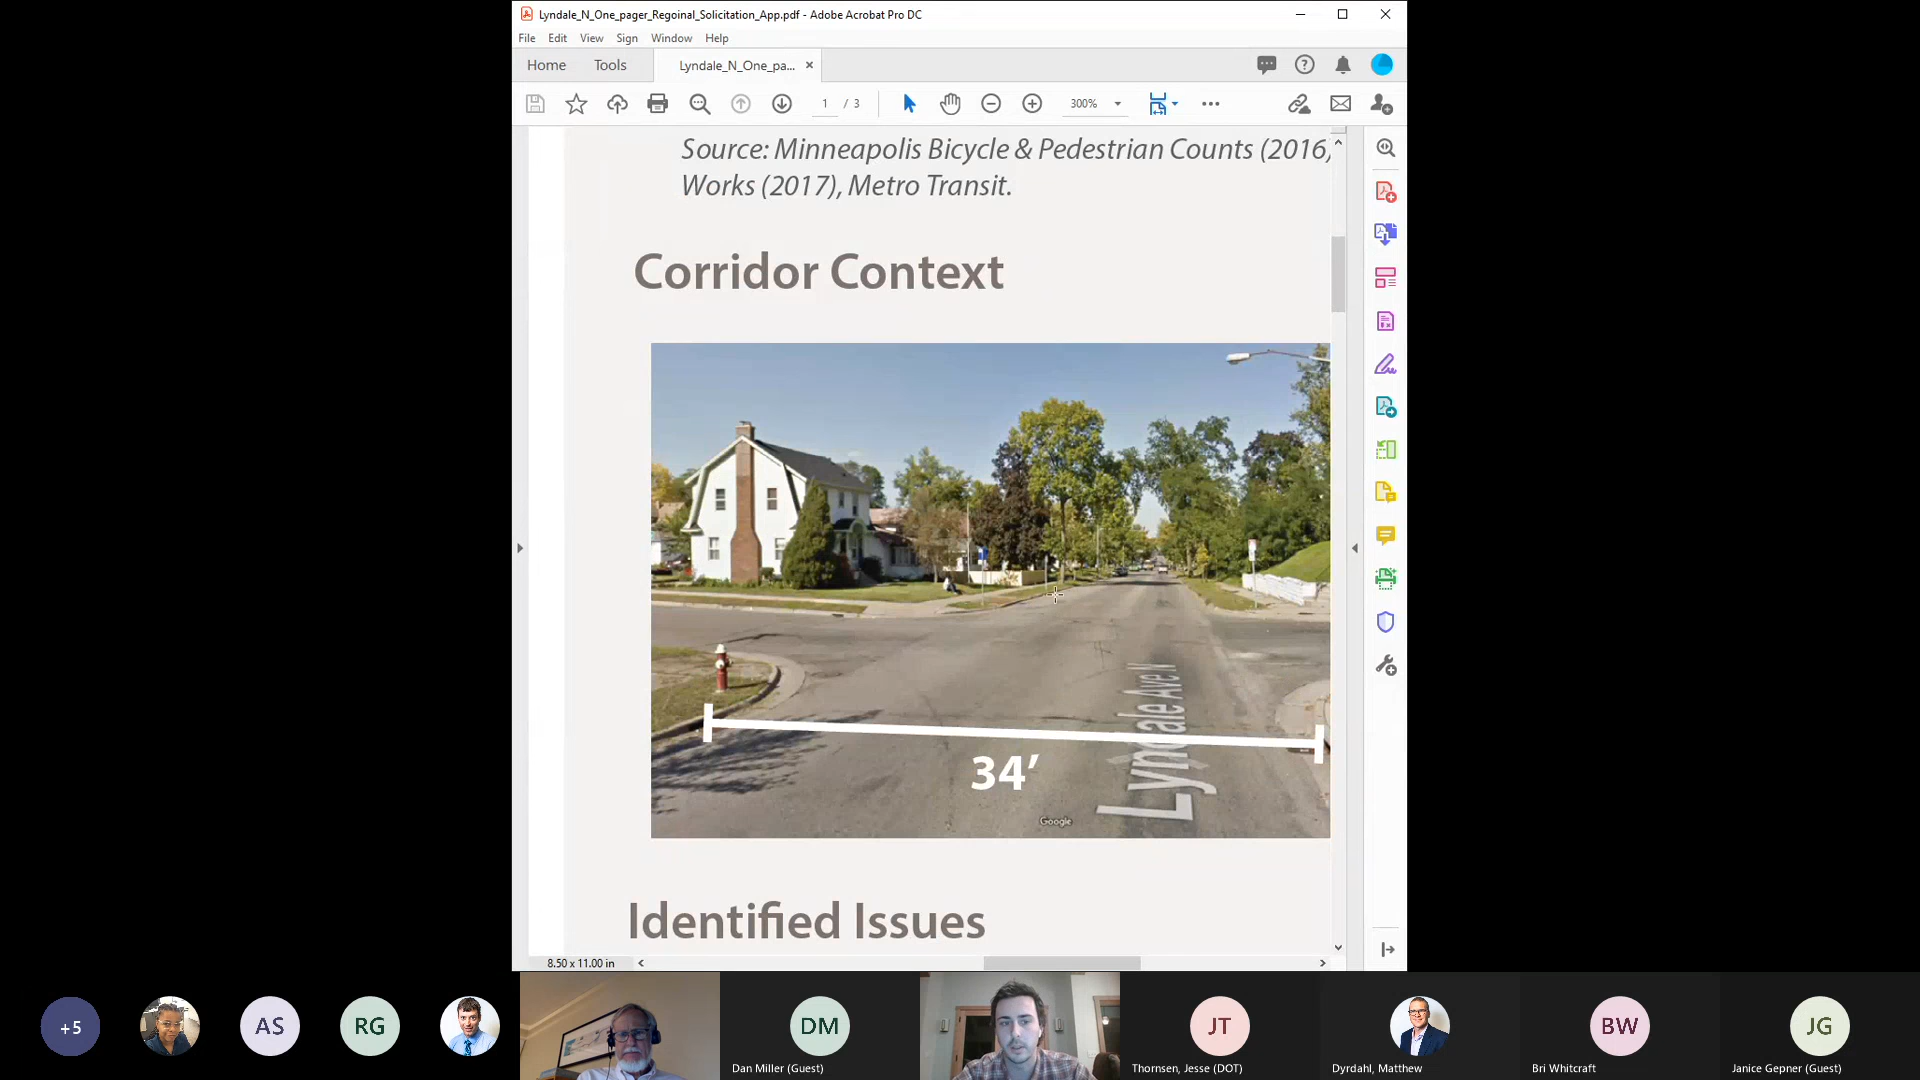 Lyndale_N_One_pager_Regoinal_Solicitation_App.pdf - Adobe Acrobat Pro DC
File Edit View Sign Window Help
Home Tools Lyndale_N_One_pa... ×
1 / 3 300%
Source: Minneapolis Bicycle & Pedestrian Counts (2016)
Works (2017), Metro Transit.
Corridor Context
Lyndale Ave N
34’
Google
Identified Issues
8.50 x 11.00 in
+5 AS RG DM JT BW JG
Dan Miller (Guest) Thornsen, Jesse (DOT) Dyrdahl, Matthew Bri Whitcraft Janice Gepner (Guest)